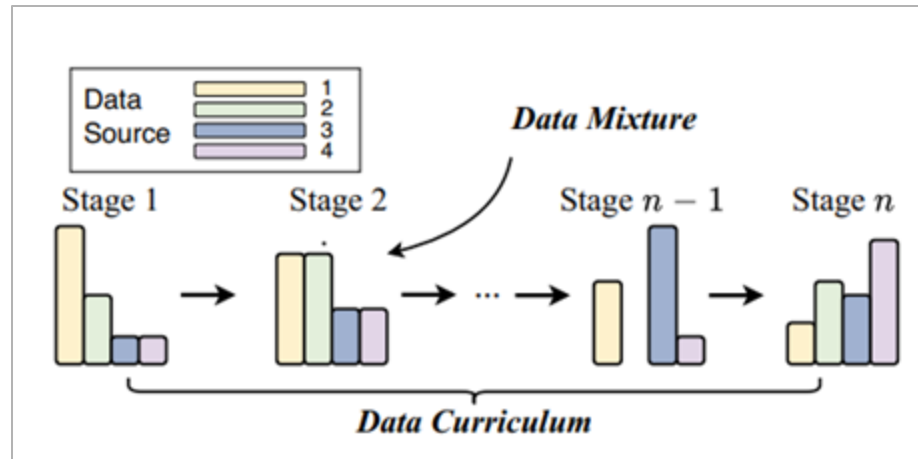 Data
Source
1
2
3
4
Data Mixture
Stage 1
Stage 2
Stage n − 1
Stage n
...
Data Curriculum